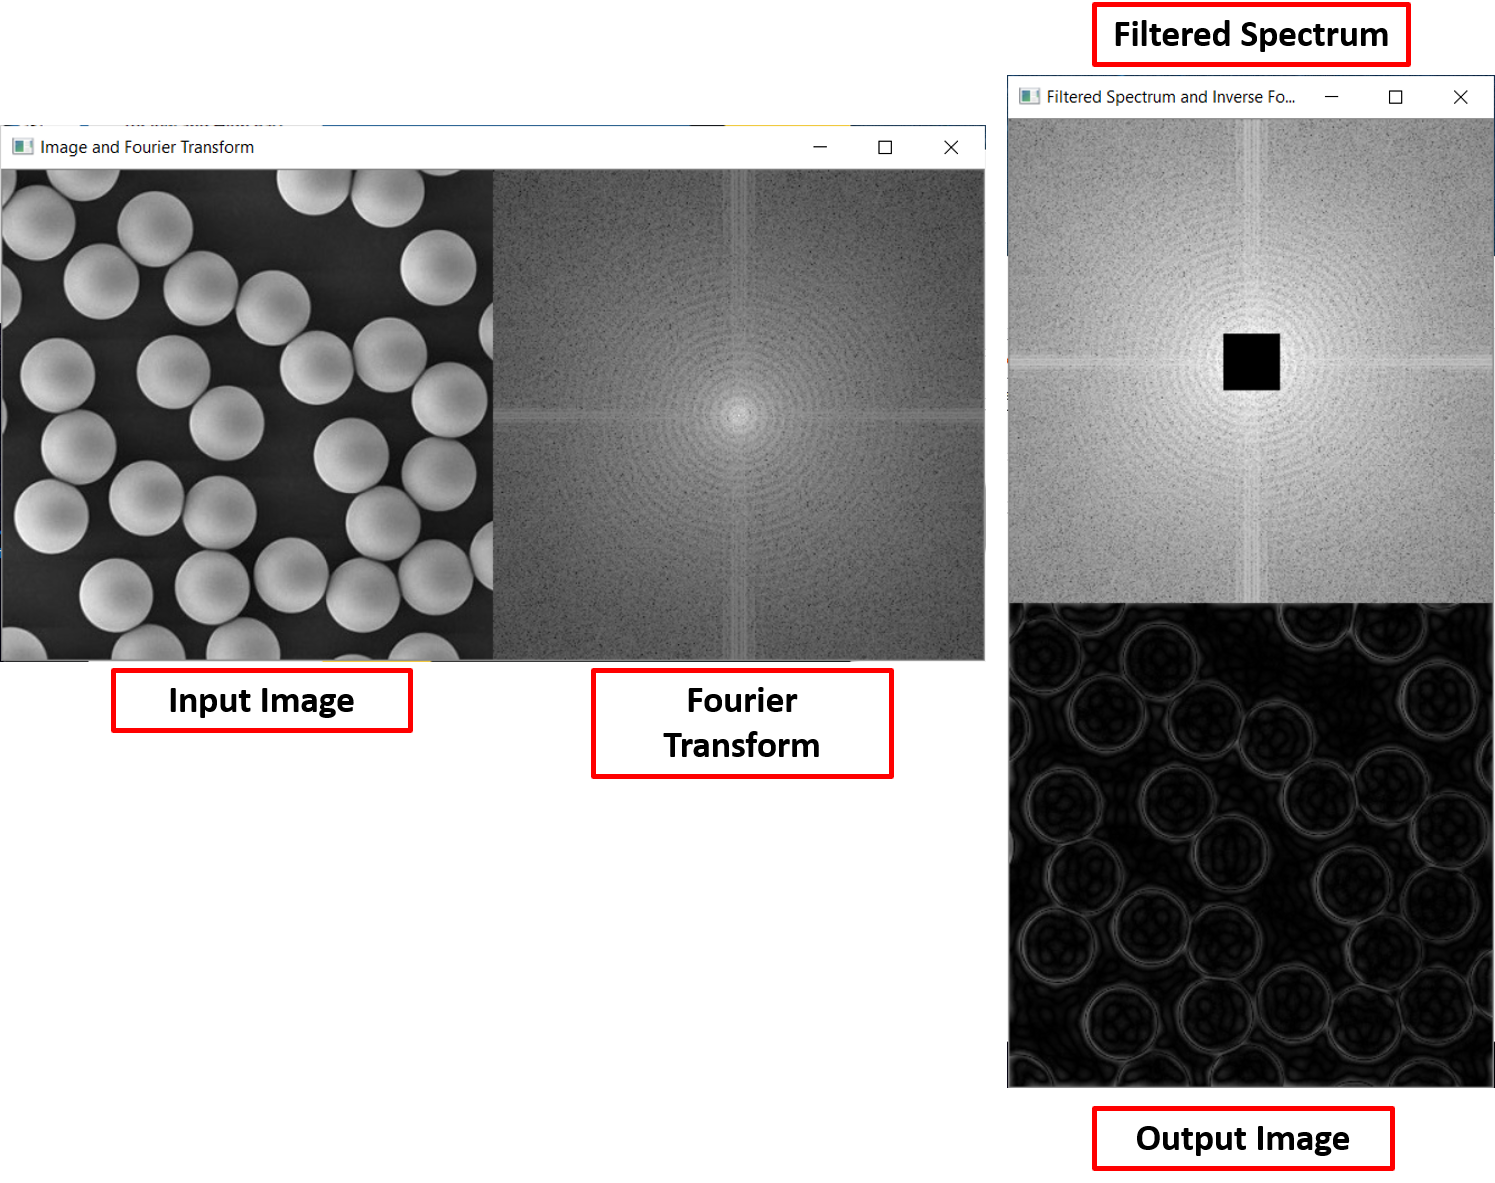 Filtered Spectrum
Filtered Spectrum and Inverse Fo...
Image and Fourier Transform
Input Image
Fourier
Transform
Output Image